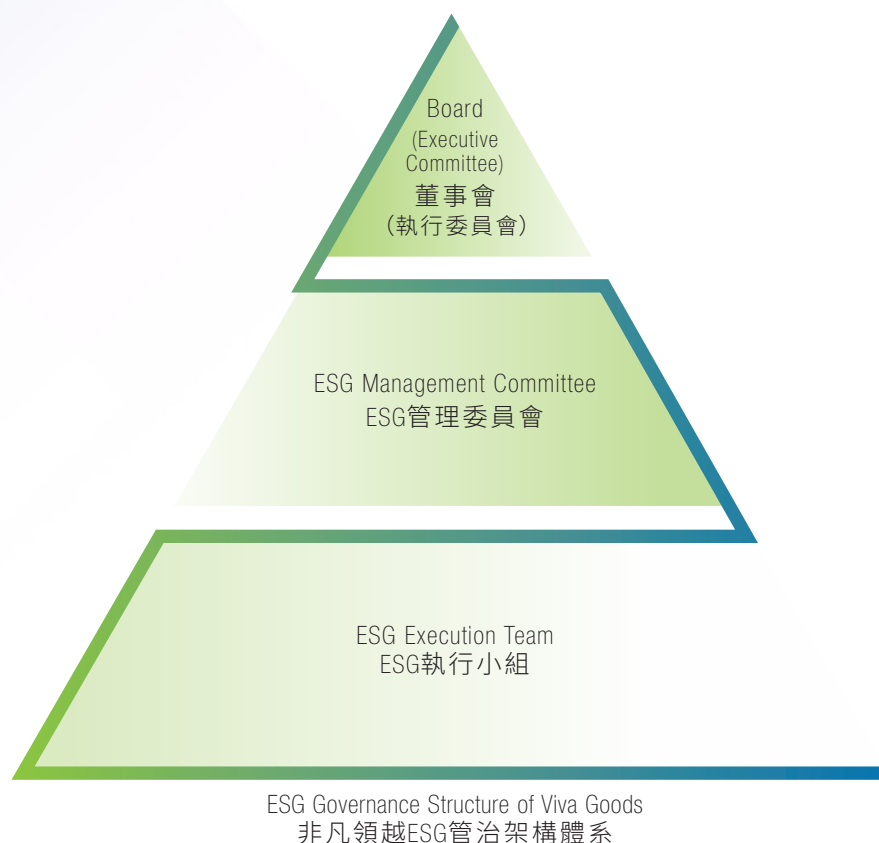 Board
(Executive
Committee)
董事會
（執行委員會）
ESG Management Committee
ESG管理委員會
ESG Execution Team
ESG執行小組
ESG Governance Structure of Viva Goods
非凡領越ESG管治架構體系